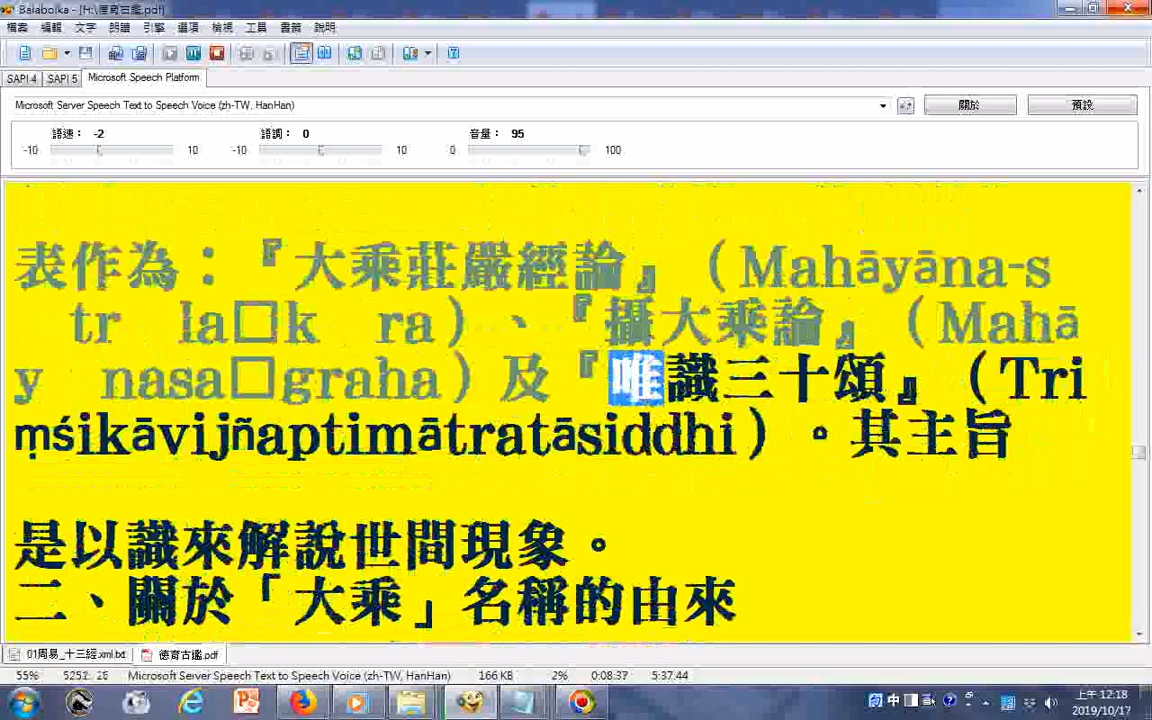 Balabolka - [H:\德育古鑑.pdf]
檔案 編輯 文字 朗讀 引擎 選項 檢視 工具 書籤 說明
SAPI 4 SAPI 5 Microsoft Speech Platform
Microsoft Server Speech Text to Speech Voice (zh-TW, HanHan) 關於 預設
語速： -2 語調： 0 音量： 95
-10 10 -10 10 0 100
表作為：『大乘莊嚴經論』（Mahāyāna-s
tr la□k ra）、『攝大乘論』（Mahā
y nasa□graha）及『唯識三十頌』（Tri
ṃśikāvijñaptimātratāsiddhi）。其主旨
是以識來解說世間現象。
二、關於「大乘」名稱的由來
01周易_十三經.xml.txt 德育古鑑.pdf
55% 5251: 26 Microsoft Server Speech Text to Speech Voice (zh-TW, HanHan) 166 KB 2% 0:08:37 5:37:44
中 上午 12:18
2019/10/17